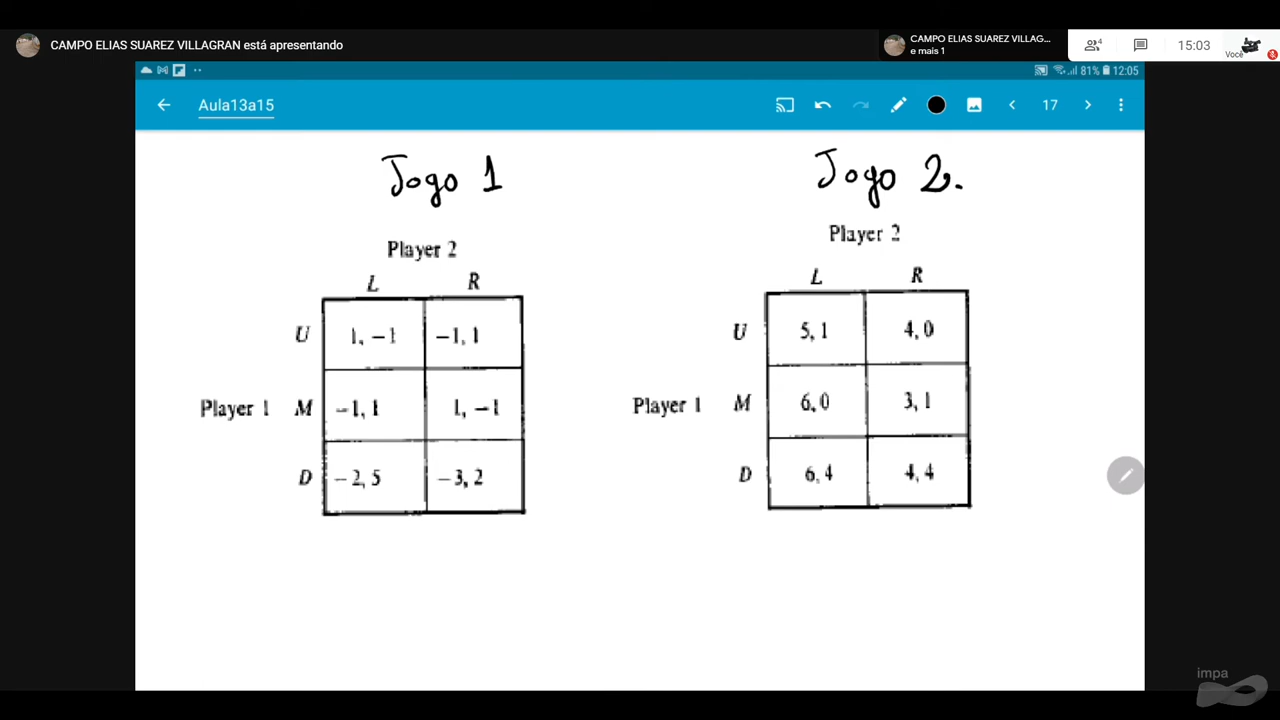 CAMPO ELIAS SUAREZ VILLAGRAN está apresentando
CAMPO ELIAS SUAREZ VILLAG...
e mais 1
4
15:03
Você
81% 12:05
Aula13a15
17
Jogo 1
Player 2
L R
U 1, −1 −1, 1
Player 1 M −1, 1 1, −1
D −2, 5 −3, 2
Jogo 2.
Player 2
L R
U 5, 1 4, 0
Player 1 M 6, 0 3, 1
D 6, 4 4, 4
impa